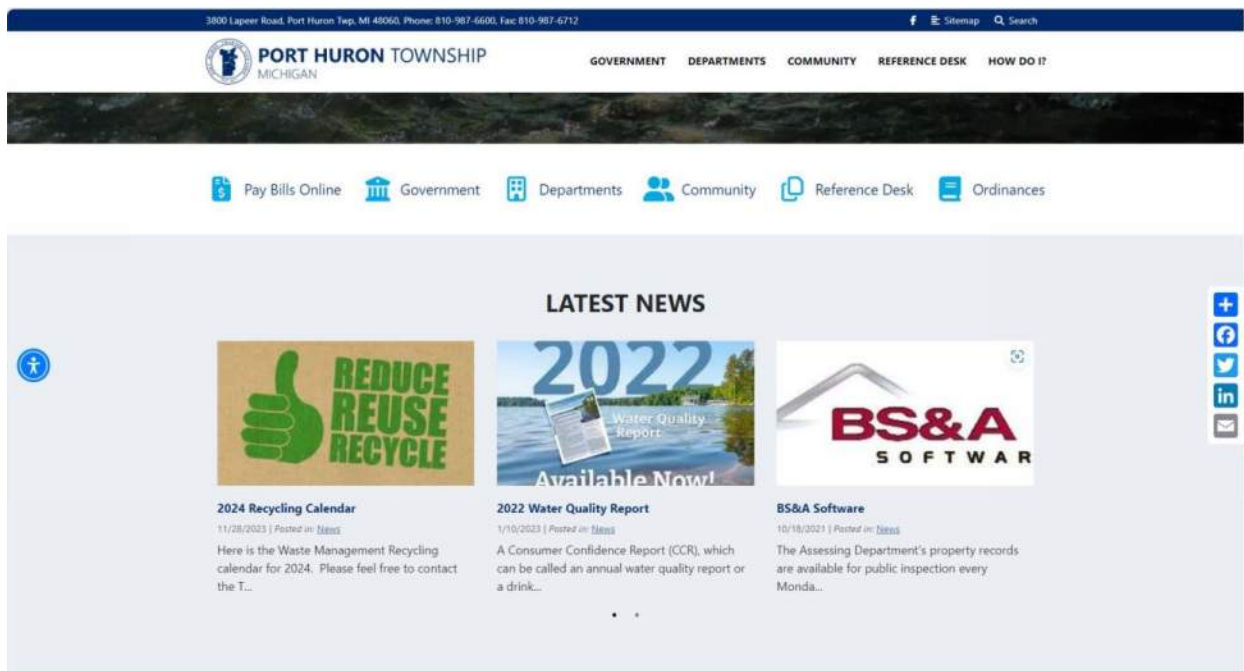 3800 Lapeer Road, Port Huron Twp, MI 48060, Phone: 810-987-6600, Fax: 810-987-6712
Sitemap Search
PORT HURON TOWNSHIP
MICHIGAN
GOVERNMENT DEPARTMENTS COMMUNITY REFERENCE DESK HOW DO I?
Pay Bills Online Government Departments Community Reference Desk Ordinances
LATEST NEWS
REDUCE
REUSE
RECYCLE
2022
Water Quality
Report
Available Now!
BS&A
SOFTWAR
2024 Recycling Calendar
11/28/2023 | Posted in: News
Here is the Waste Management Recycling
calendar for 2024. Please feel free to contact
the T...
2022 Water Quality Report
1/10/2023 | Posted in: News
A Consumer Confidence Report (CCR), which
can be called an annual water quality report or
a drink...
BS&A Software
10/18/2021 | Posted in: News
The Assessing Department's property records
are available for public inspection every
Monda...